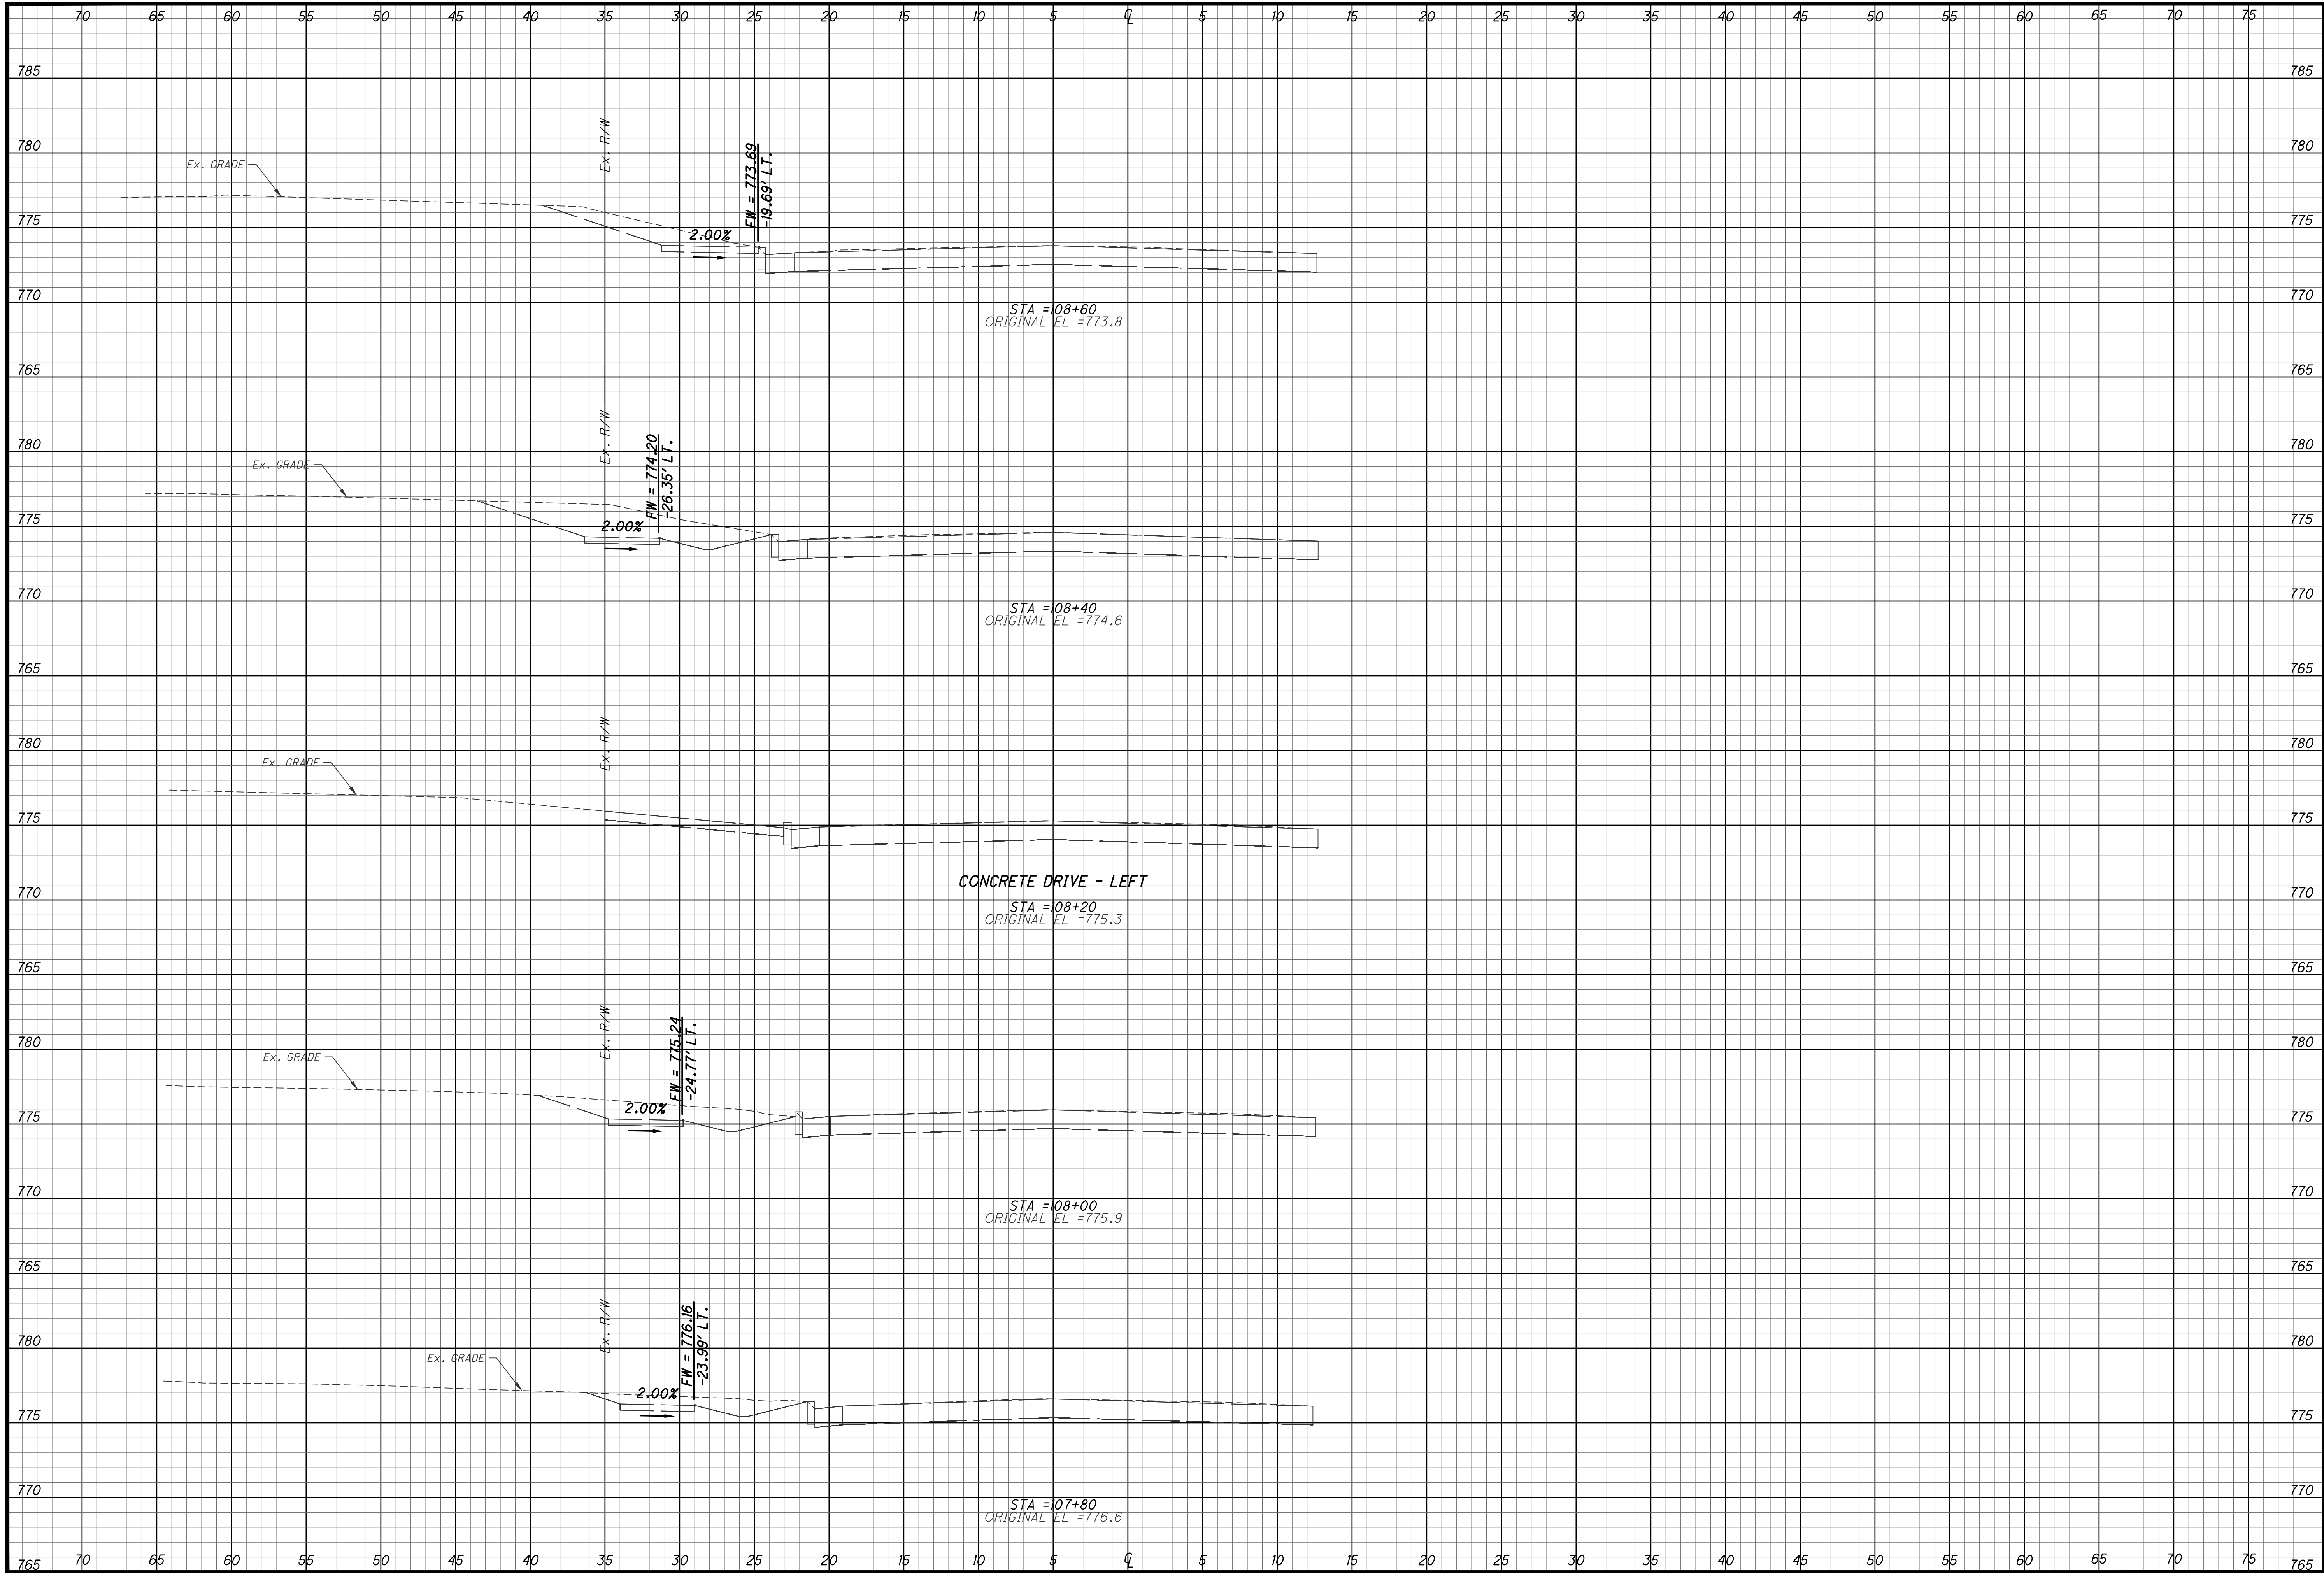 70 65 60 55 50 45 40 35 30 25 20 15 10 5 ℄ 5 10 15 20 25 30 35 40 45 50 55 60 65 70 75
785 785
780 780
Ex. GRADE
Ex. R/W
FW = 773.69
-19.69' LT.
775 775
2.00%
770 770
STA =108+60
ORIGINAL EL =773.8
765 765
780 780
Ex. GRADE
Ex. R/W
FW = 774.20
-26.35' LT.
775 775
2.00%
770 770
STA =108+40
ORIGINAL EL =774.6
765 765
780 780
Ex. GRADE
Ex. R/W
775 775
CONCRETE DRIVE - LEFT
770 770
STA =108+20
ORIGINAL EL =775.3
765 765
780 780
Ex. GRADE
Ex. R/W
FW = 775.24
-24.77' LT.
775 775
2.00%
770 770
STA =108+00
ORIGINAL EL =775.9
765 765
780 780
Ex. GRADE
Ex. R/W
FW = 776.16
-23.99' LT.
775 775
2.00%
770 770
STA =107+80
ORIGINAL EL =776.6
765 70 65 60 55 50 45 40 35 30 25 20 15 10 5 ℄ 5 10 15 20 25 30 35 40 45 50 55 60 65 70 75 765